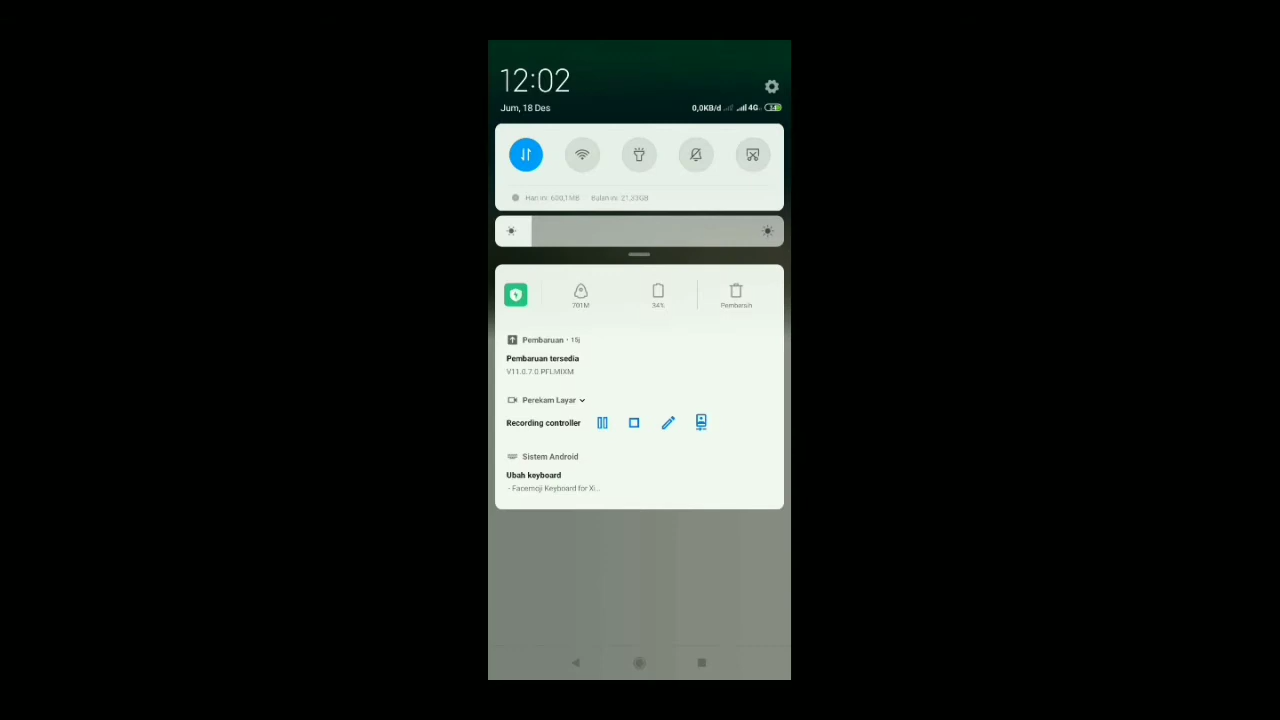 12:02
Jum, 18 Des
0,0KB/d 4G 34
Hari ini: 600,1MB Bulan ini: 21,33GB
701M 34% Pembersih
Pembaruan • 15j
Pembaruan tersedia
V11.0.7.0.PFLMIXM
Perekam Layar
Recording controller
Sistem Android
Ubah keyboard
- Facemoji Keyboard for Xi...